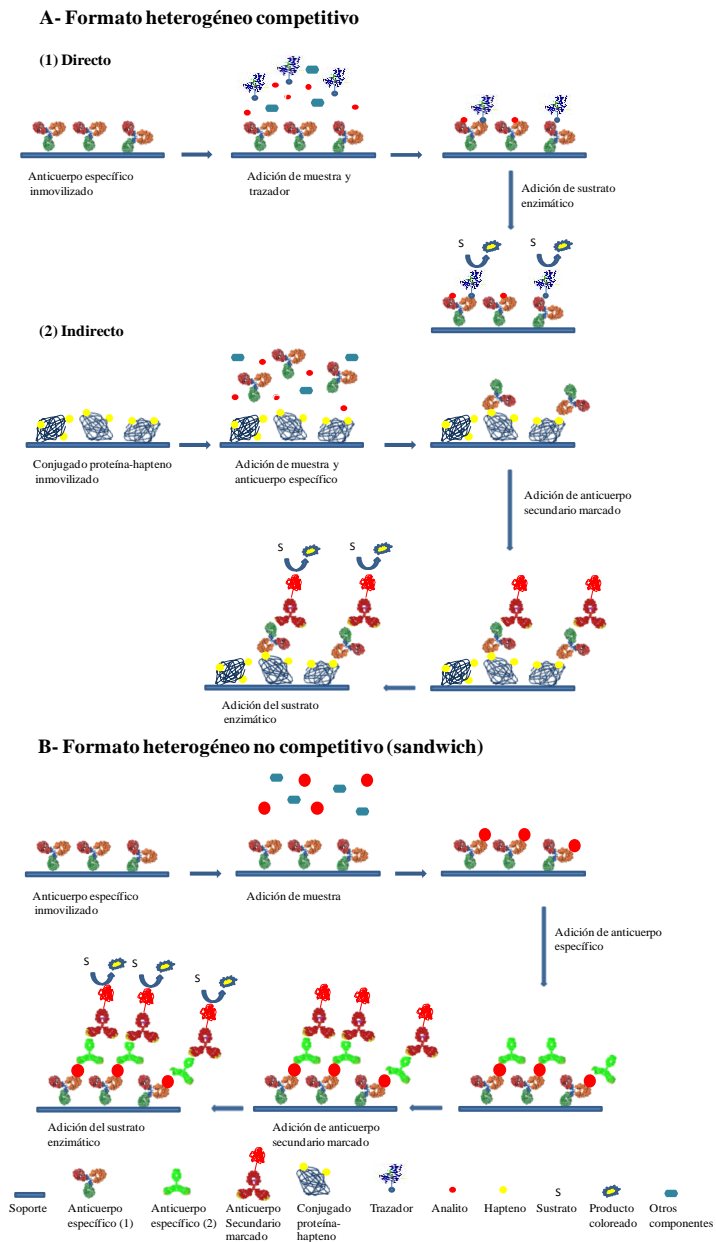 A- Formato heterogéneo competitivo
(1) Directo
Anticuerpo específico
inmovilizado
Adición de muestra y
trazador
Adición de sustrato
enzimático
S
S
(2) Indirecto
Conjugado proteína-hapteno
inmovilizado
Adición de muestra y
anticuerpo específico
Adición de anticuerpo
secundario marcado
S
S
Adición del sustrato
enzimático
B- Formato heterogéneo no competitivo (sandwich)
Anticuerpo específico
inmovilizado
Adición de muestra
Adición de anticuerpo
específico
S
S
S
Adición del sustrato
enzimático
Adición de anticuerpo
secundario marcado
Soporte
Anticuerpo
específico (1)
Anticuerpo
específico (2)
Anticuerpo
Secundario
marcado
Conjugado
proteína-
hapteno
Trazador
Analito
Hapteno
S
Sustrato
Producto
coloreado
Otros
componentes